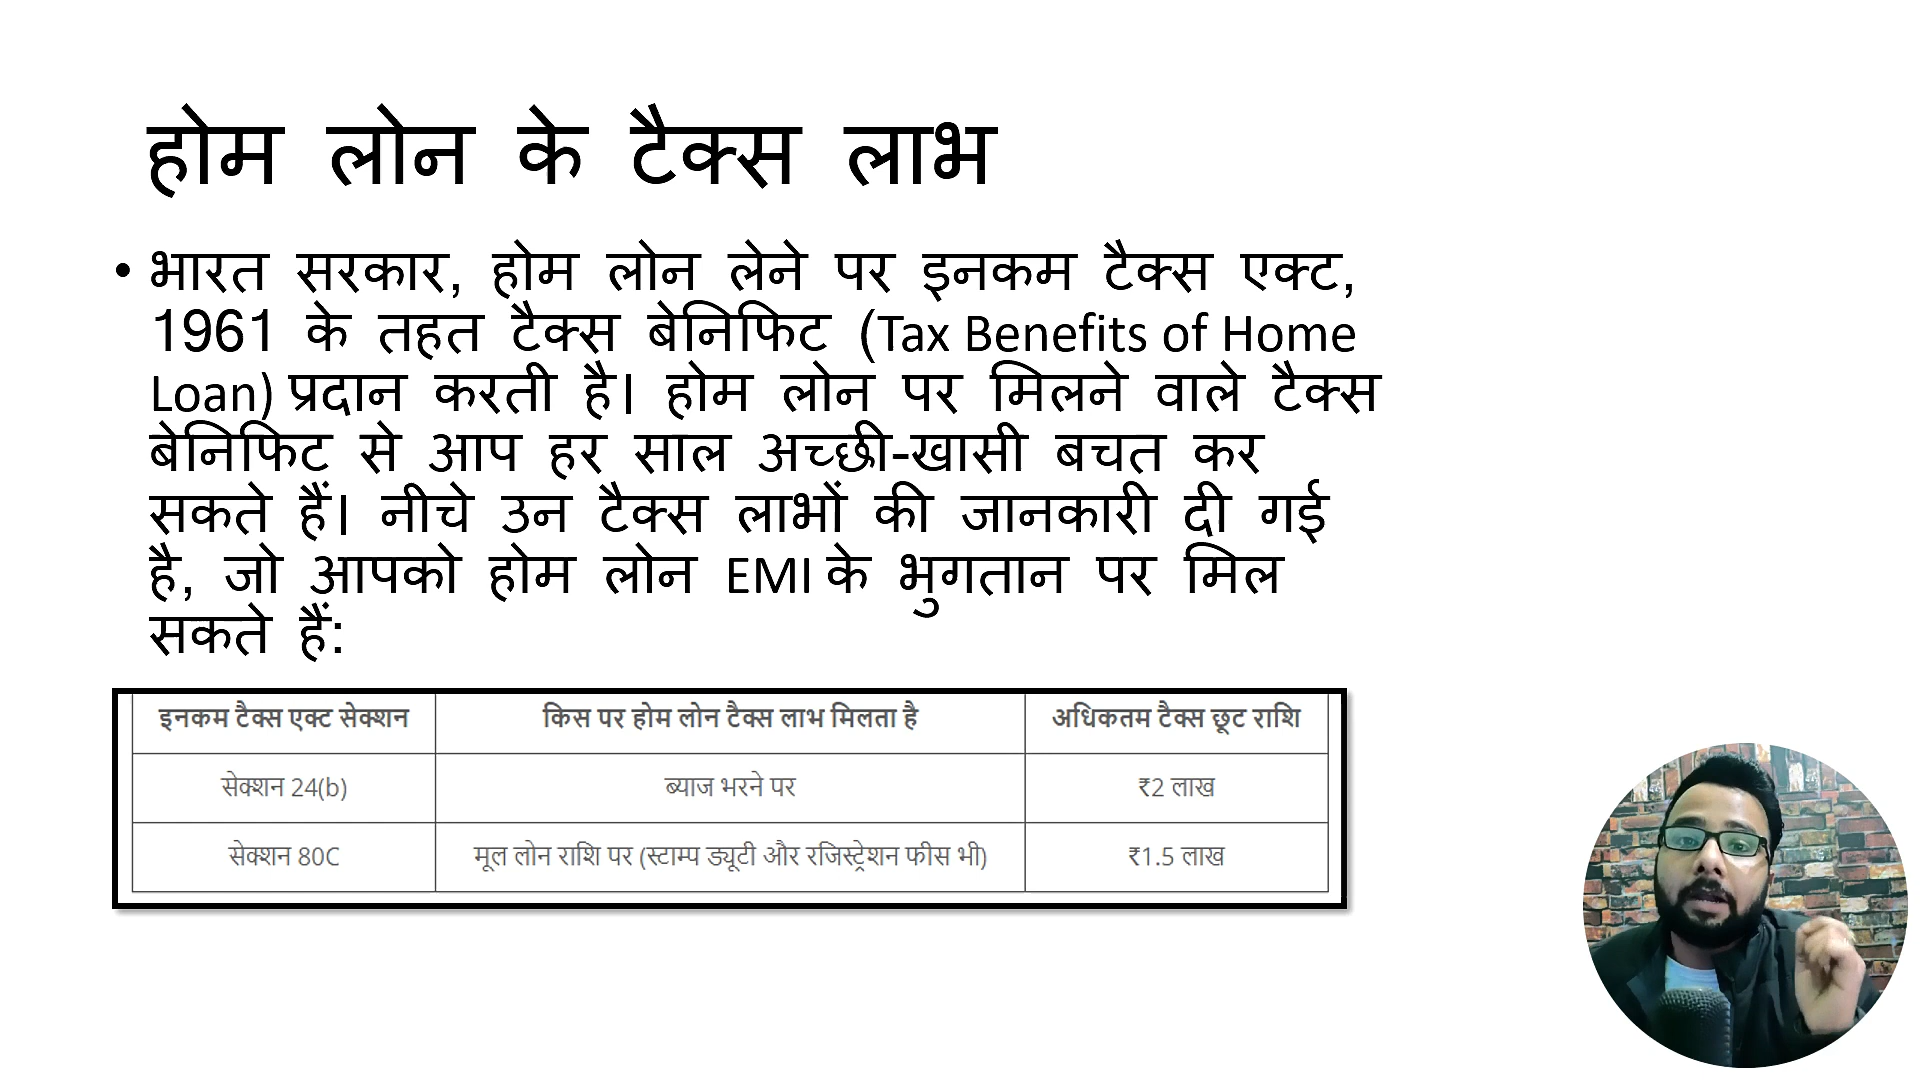 होम लोन के टैक्स लाभ
• भारत सरकार, होम लोन लेने पर इनकम टैक्स एक्ट,
1961 के तहत टैक्स बेनिफिट (Tax Benefits of Home
Loan) प्रदान करती है। होम लोन पर मिलने वाले टैक्स
बेनिफिट से आप हर साल अच्छी-खासी बचत कर
सकते हैं। नीचे उन टैक्स लाभों की जानकारी दी गई
है, जो आपको होम लोन EMI के भुगतान पर मिल
सकते हैं:
इनकम टैक्स एक्ट सेक्शन किस पर होम लोन टैक्स लाभ मिलता है अधिकतम टैक्स छूट राशि
सेक्शन 24(b) ब्याज भरने पर ₹2 लाख
सेक्शन 80C मूल लोन राशि पर (स्टाम्प ड्यूटी और रजिस्ट्रेशन फीस भी) ₹1.5 लाख